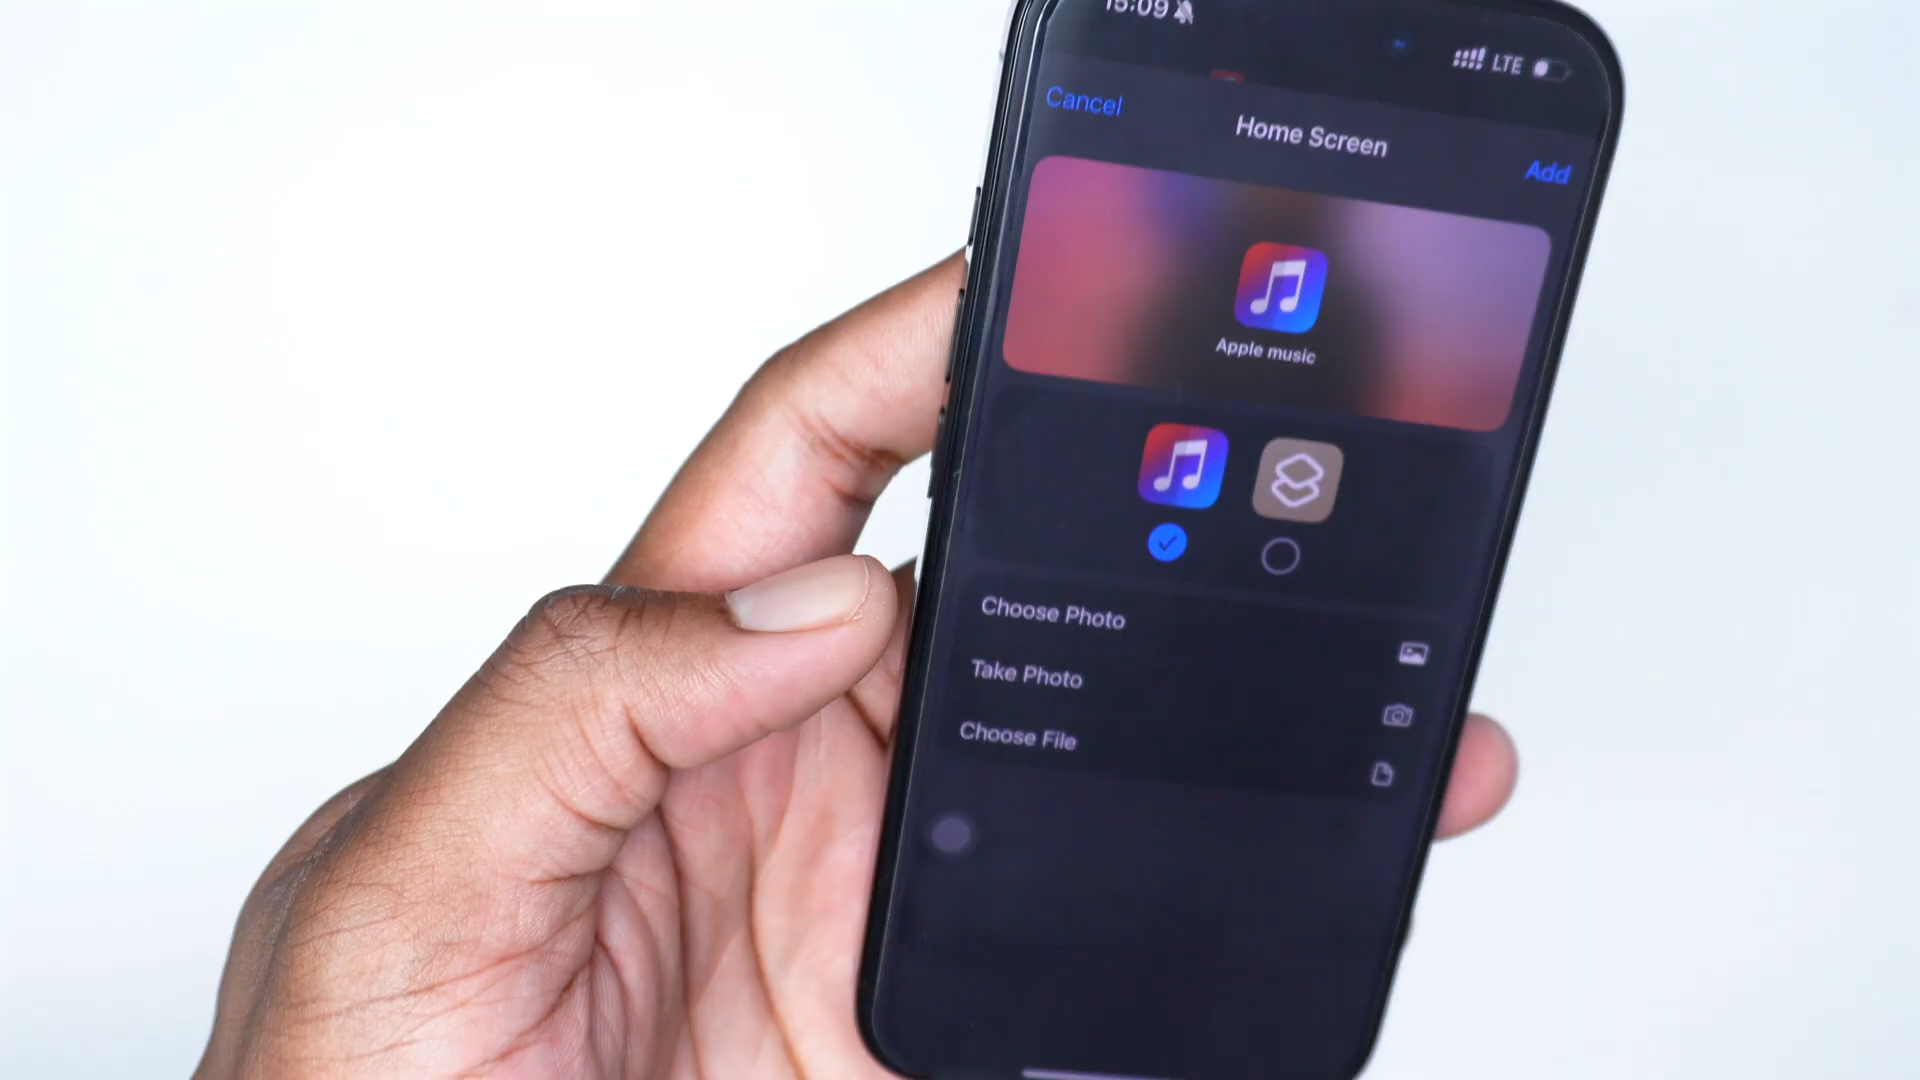 15:09
LTE
Cancel
Home Screen
Add
Apple music
Choose Photo
Take Photo
Choose File